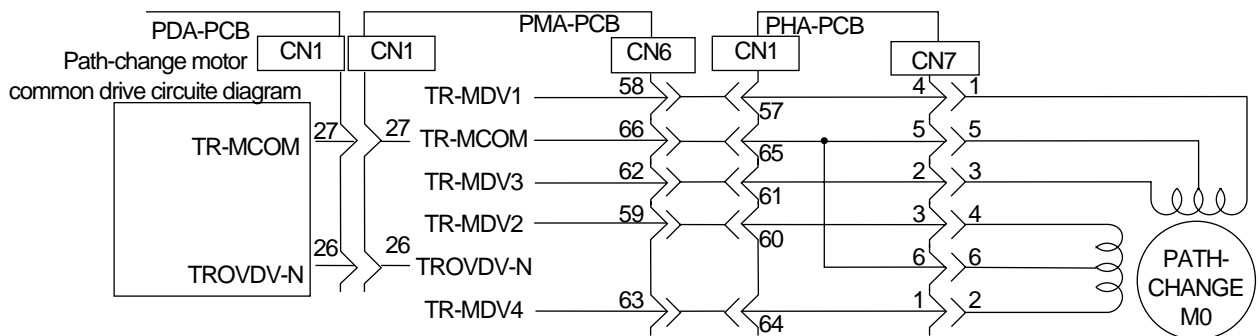 PDA-PCB
PMA-PCB
PHA-PCB
CN1
CN1
CN6
CN1
CN7
Path-change motor
common drive circuite diagram
TR-MCOM
27
27
TROVDV-N
26
26
TR-MDV1
58
57
4
1
TR-MCOM
66
65
5
5
TR-MDV3
62
61
2
3
TR-MDV2
59
60
3
4
TROVDV-N
6
6
TR-MDV4
63
64
1
2
PATH-
CHANGE
M0